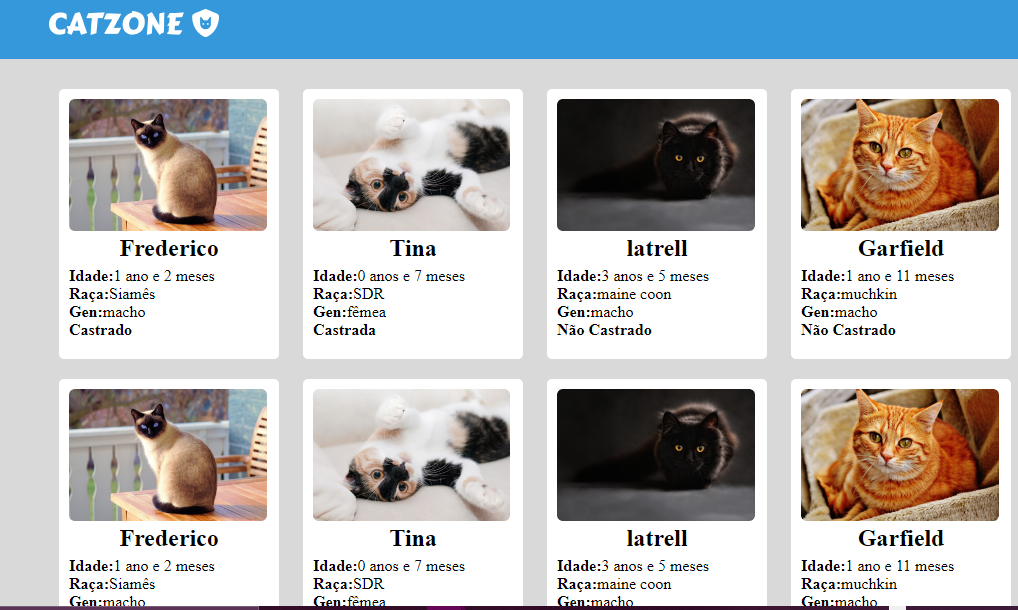 CATZONE
Frederico
Idade:1 ano e 2 meses
Raça:Siamês
Gen:macho
Castrado
Tina
Idade:0 anos e 7 meses
Raça:SDR
Gen:fêmea
Castrada
latrell
Idade:3 anos e 5 meses
Raça:maine coon
Gen:macho
Não Castrado
Garfield
Idade:1 ano e 11 meses
Raça:muchkin
Gen:macho
Não Castrado
Frederico
Idade:1 ano e 2 meses
Raça:Siamês
Gen:macho
Tina
Idade:0 anos e 7 meses
Raça:SDR
Gen:fêmea
latrell
Idade:3 anos e 5 meses
Raça:maine coon
Gen:macho
Garfield
Idade:1 ano e 11 meses
Raça:muchkin
Gen:macho